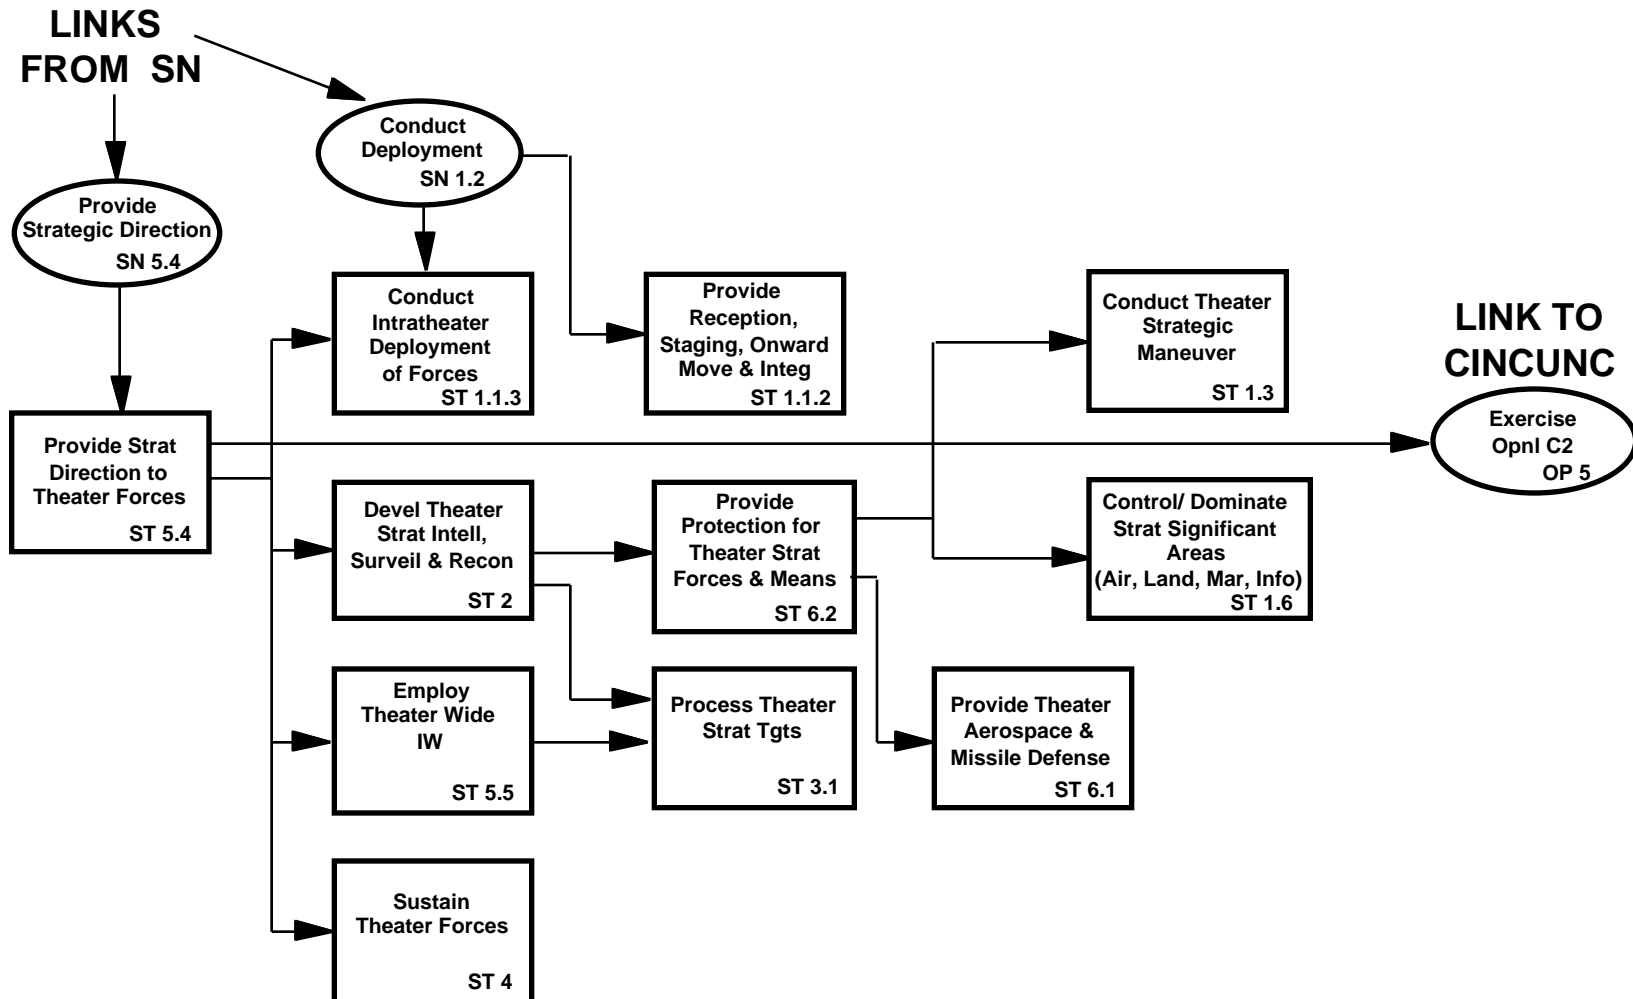 LINKS
FROM SN
Conduct
Deployment
SN 1.2
Provide
Strategic Direction
SN 5.4
Conduct
Intratheater
Deployment
of Forces
ST 1.1.3
Provide
Reception,
Staging, Onward
Move & Integ
ST 1.1.2
Conduct Theater
Strategic
Maneuver
ST 1.3
LINK TO
CINCUNC
Exercise
Opnl C2
OP 5
Provide Strat
Direction to
Theater Forces
ST 5.4
Devel Theater
Strat Intell,
Surveil & Recon
ST 2
Provide
Protection for
Theater Strat
Forces & Means
ST 6.2
Control/ Dominate
Strat Significant
Areas
(Air, Land, Mar, Info)
ST 1.6
Employ
Theater Wide
IW
ST 5.5
Process Theater
Strat Tgts
ST 3.1
Provide Theater
Aerospace &
Missile Defense
ST 6.1
Sustain
Theater Forces
ST 4